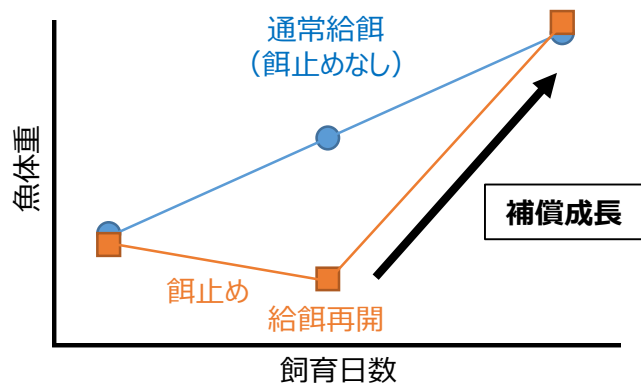 通常給餌
（餌止めなし）
魚体重
補償成長
餌止め
給餌再開
飼育日数